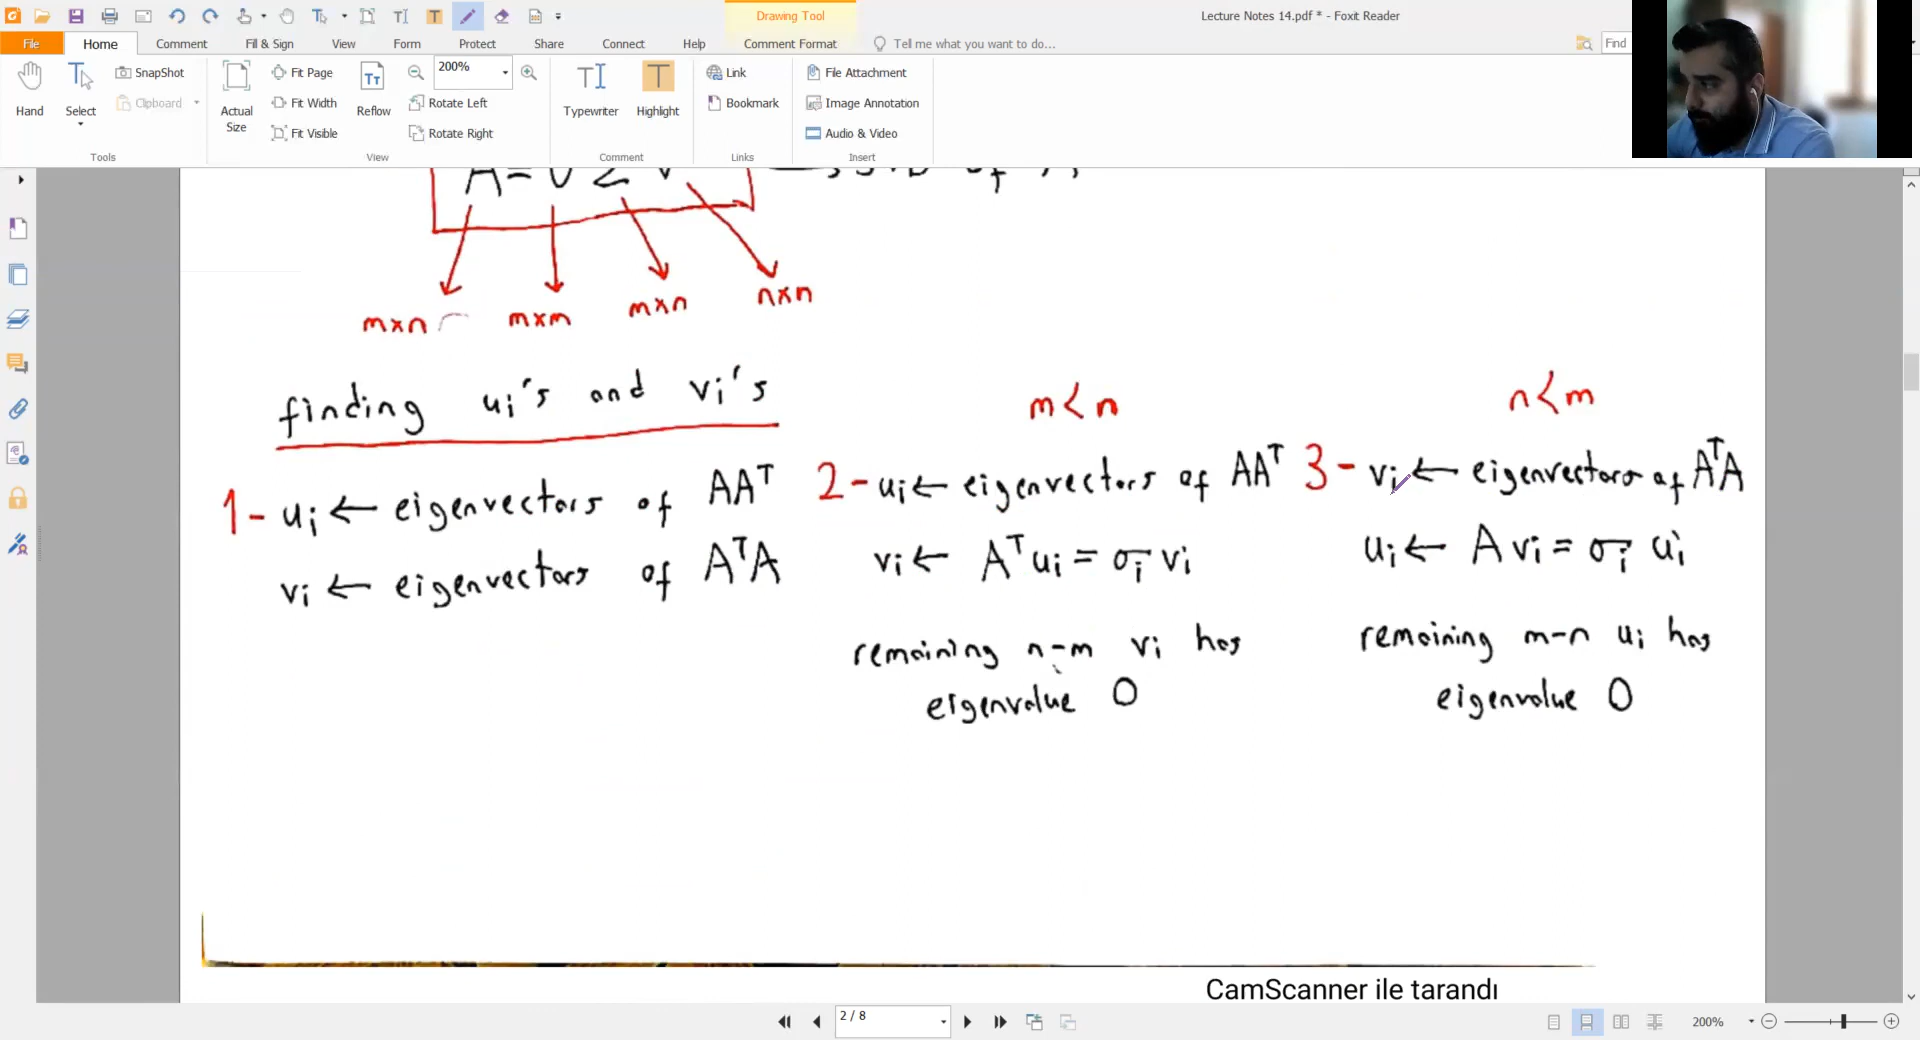 Drawing Tool
Lecture Notes 14.pdf * - Foxit Reader
File Home Comment Fill & Sign View Form Protect Share Connect Help Comment Format Tell me what you want to do... Find
Hand
Select
SnapShot
Clipboard
Actual Size
Fit Page
Fit Width
Fit Visible
Reflow
200%
Rotate Left
Rotate Right
Typewriter
Highlight
Link
Bookmark
File Attachment
Image Annotation
Audio & Video
Tools View Comment Links Insert
A = U Σ V
m×n m×m m×n n×n
finding ui's and vi's
1- ui ← eigenvectors of AAᵀ
vi ← eigenvectors of AᵀA
m<n
2- ui ← eigenvectors of AAᵀ
vi ← Aᵀui = σi vi
remaining n-m vi has
eigenvalue 0
n<m
3- vi ← eigenvectors of AᵀA
ui ← Avi = σi ui
remaining m-n ui has
eigenvalue 0
CamScanner ile tarandı
2 / 8
200%